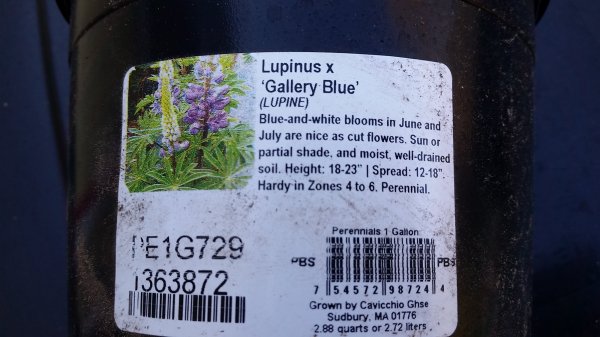 Lupinus x
‘Gallery Blue’
(LUPINE)
Blue-and-white blooms in June and
July are nice as cut flowers. Sun or
partial shade, and moist, well-drained
soil. Height: 18-23" | Spread: 12-18".
Hardy in Zones 4 to 6. Perennial.
PE1G729
1363872
Perennials 1 Gallon
PBS PBS
7 54572 98724 4
Grown by Cavicchio Ghse
Sudbury, MA 01776
2.88 quarts or 2.72 liters